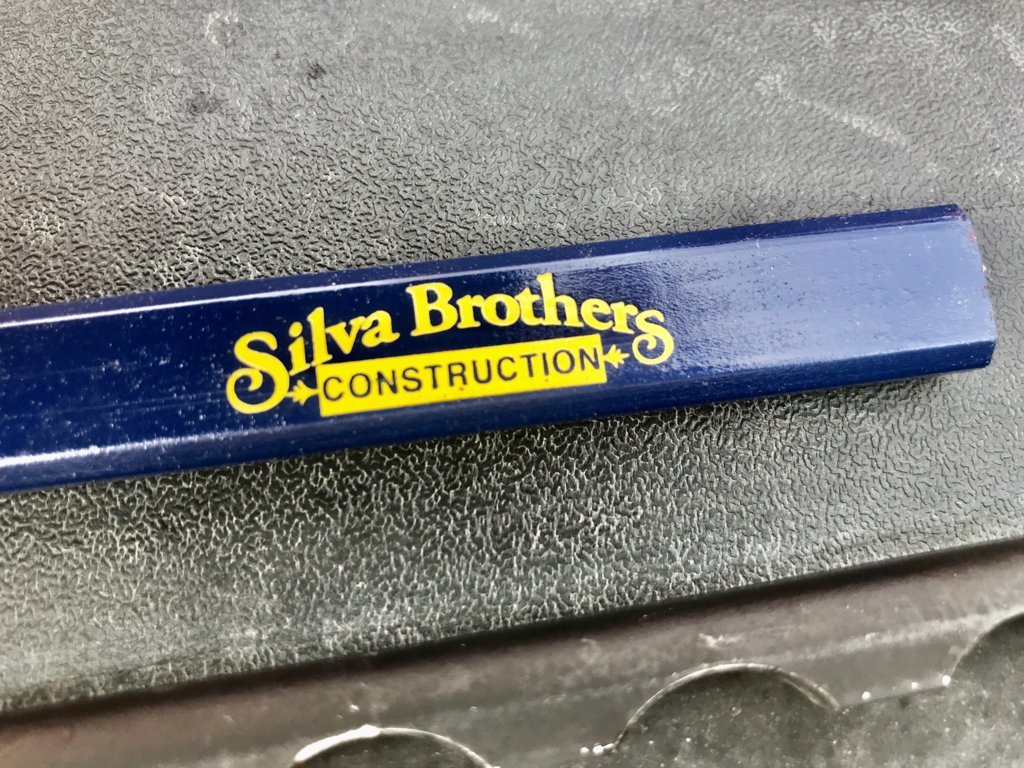 Silva Brothers
CONSTRUCTION